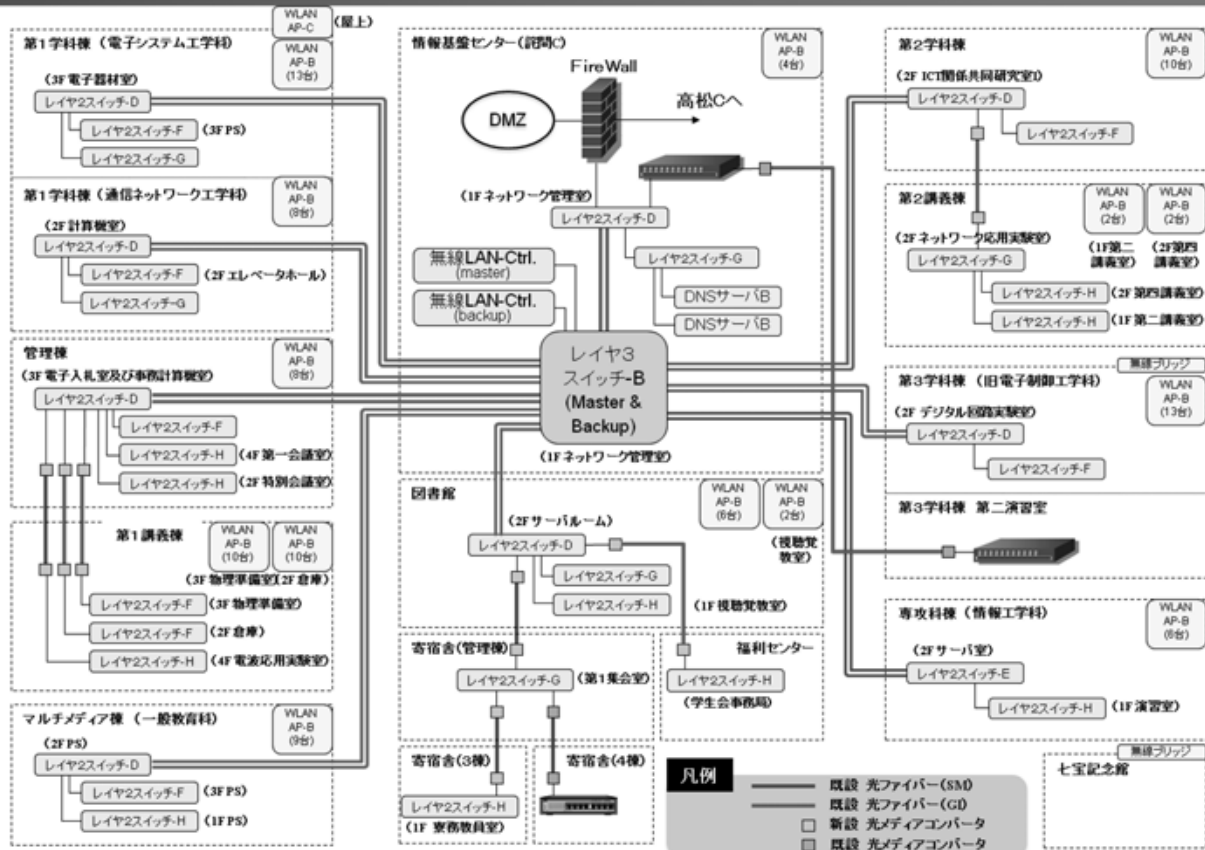 WLAN
AP-C
(屋上)
第1学科棟 (電子システム工学科)
WLAN
AP-B
(13台)
(3F 電子器材室)
レイヤ2スイッチ-D
レイヤ2スイッチ-F (3FPS)
レイヤ2スイッチ-G
第1学科棟 (通信ネットワーク工学科)
WLAN
AP-B
(8台)
(2F 計算機室)
レイヤ2スイッチ-D
レイヤ2スイッチ-F (2F エレベータホール)
レイヤ2スイッチ-G
管理棟
WLAN
AP-B
(8台)
(3F 電子入札室及び事務計算機室)
レイヤ2スイッチ-D
レイヤ2スイッチ-F
レイヤ2スイッチ-H (4F 第一会議室)
レイヤ2スイッチ-H (2F 特別会議室)
第1講義棟
WLAN
AP-B
(10台)
WLAN
AP-B
(10台)
(3F 物理準備室)(2F 倉庫)
レイヤ2スイッチ-F (3F 物理準備室)
レイヤ2スイッチ-F (2F 倉庫)
レイヤ2スイッチ-H (4F 電波応用実験室)
マルチメディア棟 (一般教育科)
WLAN
AP-B
(9台)
(2FPS)
レイヤ2スイッチ-D
レイヤ2スイッチ-F (3FPS)
レイヤ2スイッチ-H (1FPS)
情報基盤センター(詫間C)
WLAN
AP-B
(4台)
FireWall
DMZ
高松Cへ
(1Fネットワーク管理室)
レイヤ2スイッチ-D
無線LAN-Ctrl.
(master)
無線LAN-Ctrl.
(backup)
レイヤ2スイッチ-G
DNSサーバB
DNSサーバB
レイヤ3
スイッチ-B
(Master &
Backup)
(1Fネットワーク管理室)
図書館
WLAN
AP-B
(6台)
WLAN
AP-B
(2台)
(視聴覚
教室)
(2Fサーバルーム)
レイヤ2スイッチ-D
レイヤ2スイッチ-G
レイヤ2スイッチ-H
(1F 視聴覚教室)
寄宿舎(管理棟)
レイヤ2スイッチ-G (第1集会室)
福利センター
レイヤ2スイッチ-H
(学生会事務局)
寄宿舎(3棟)
レイヤ2スイッチ-H
(1F 寮務教員室)
寄宿舎(4棟)
第2学科棟
WLAN
AP-B
(10台)
(2F ICT関係共同研究室1)
レイヤ2スイッチ-D
レイヤ2スイッチ-F
第2講義棟
WLAN
AP-B
(2台)
WLAN
AP-B
(2台)
(1F第二
講義室)
(2F第四
講義室)
(2Fネットワーク応用実験室)
レイヤ2スイッチ-G
レイヤ2スイッチ-H (2F 第四講義室)
レイヤ2スイッチ-H (1F 第二講義室)
無線ブリッジ
第3学科棟 (旧電子制御工学科)
WLAN
AP-B
(13台)
(2F デジタル回路実験室)
レイヤ2スイッチ-D
レイヤ2スイッチ-F
第3学科棟 第二演習室
専攻科棟 (情報工学科)
WLAN
AP-B
(6台)
(2Fサーバ室)
レイヤ2スイッチ-E
レイヤ2スイッチ-H (1F 演習室)
無線ブリッジ
七宝記念館
凡例
既設 光ファイバー(SM)
既設 光ファイバー(GI)
新設 光メディアコンバータ
既設 光メディアコンバータ